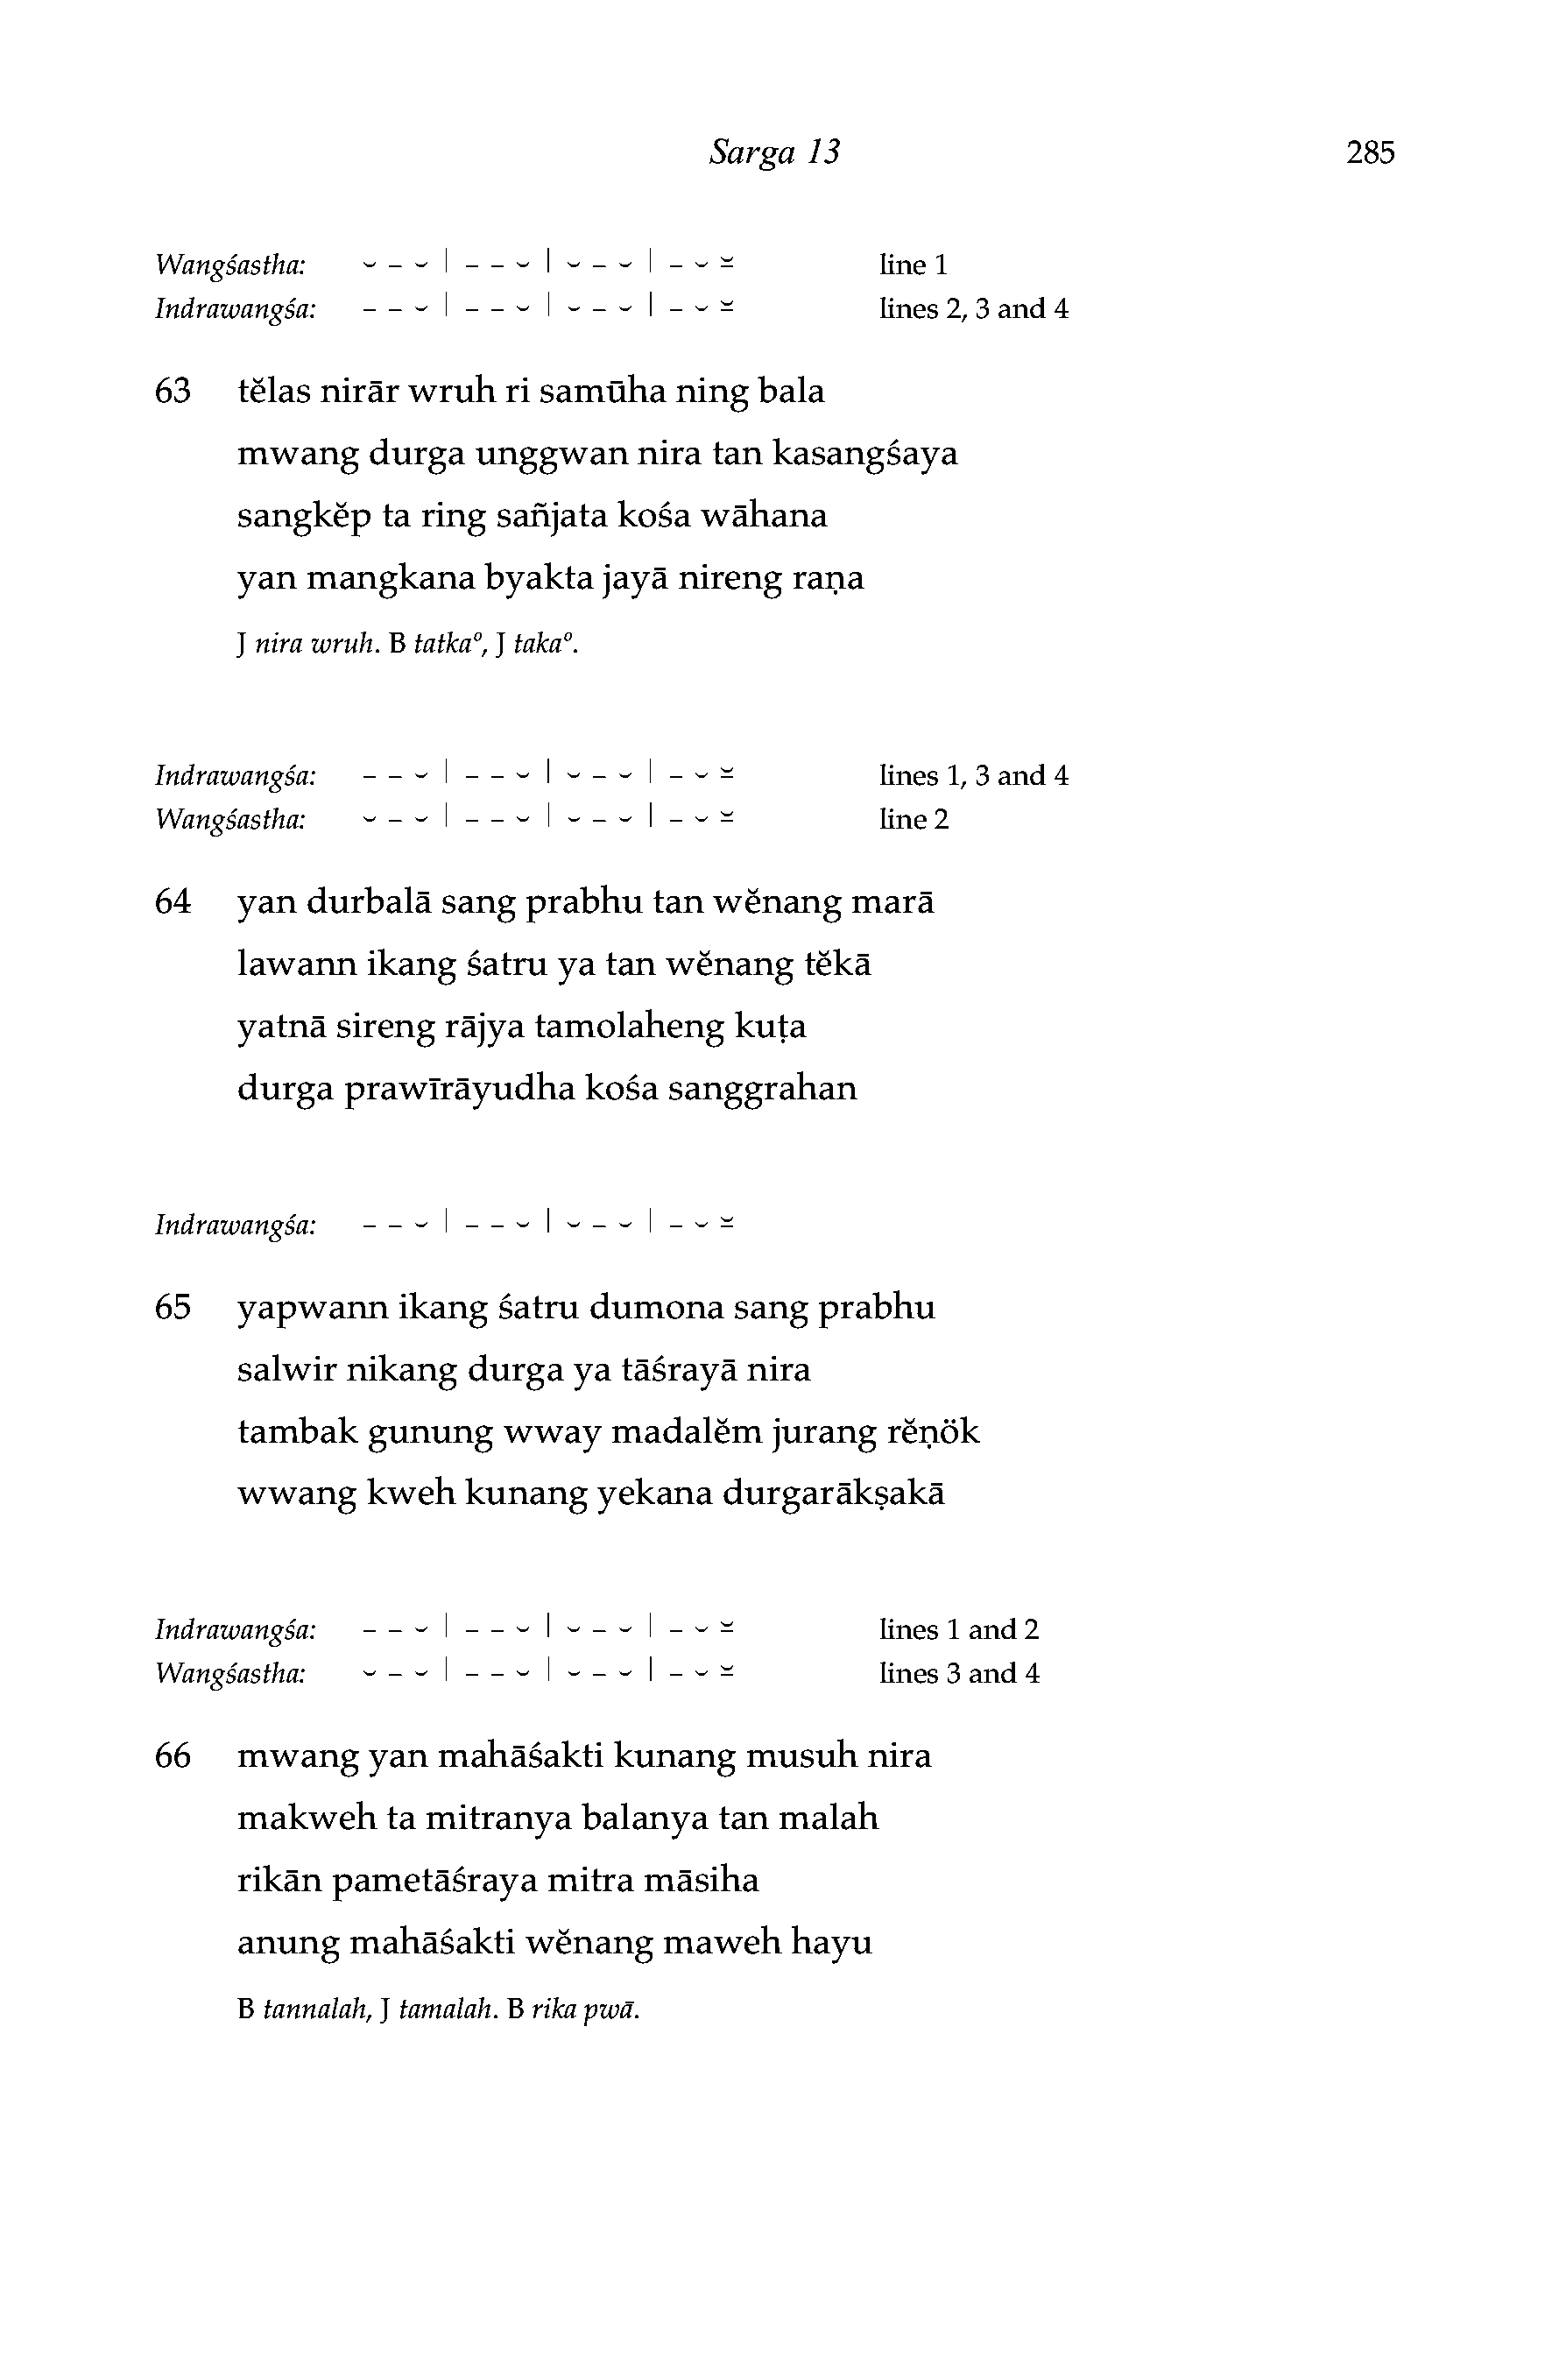 Sarga 13 285
Wangśastha: ⏑ – ⏑ | – – ⏑ | ⏑ – ⏑ | – ⏑ ⏓ line 1
Indrawangśa: – – ⏑ | – – ⏑ | ⏑ – ⏑ | – ⏑ ⏓ lines 2, 3 and 4
63 tĕlas nirār wruh ri samūha ning bala
mwang durga unggwan nira tan kasangśaya
sangkĕp ta ring sañjata kośa wāhana
yan mangkana byakta jayā nireng raṇa
J nira wruh. B tatkaº, J takaº.
Indrawangśa: – – ⏑ | – – ⏑ | ⏑ – ⏑ | – ⏑ ⏓ lines 1, 3 and 4
Wangśastha: ⏑ – ⏑ | – – ⏑ | ⏑ – ⏑ | – ⏑ ⏓ line 2
64 yan durbalā sang prabhu tan wĕnang marā
lawann ikang śatru ya tan wĕnang tĕkā
yatnā sireng rājya tamolaheng kuṭa
durga prawīrāyudha kośa sanggrahan
Indrawangśa: – – ⏑ | – – ⏑ | ⏑ – ⏑ | – ⏑ ⏓
65 yapwann ikang śatru dumona sang prabhu
salwir nikang durga ya tāśrayā nira
tambak gunung wway madalĕm jurang rĕṇök
wwang kweh kunang yekana durgarākṣakā
Indrawangśa: – – ⏑ | – – ⏑ | ⏑ – ⏑ | – ⏑ ⏓ lines 1 and 2
Wangśastha: ⏑ – ⏑ | – – ⏑ | ⏑ – ⏑ | – ⏑ ⏓ lines 3 and 4
66 mwang yan mahāśakti kunang musuh nira
makweh ta mitranya balanya tan malah
rikān pametāśraya mitra māsiha
anung mahāśakti wĕnang maweh hayu
B tannalah, J tamalah. B rika pwā.